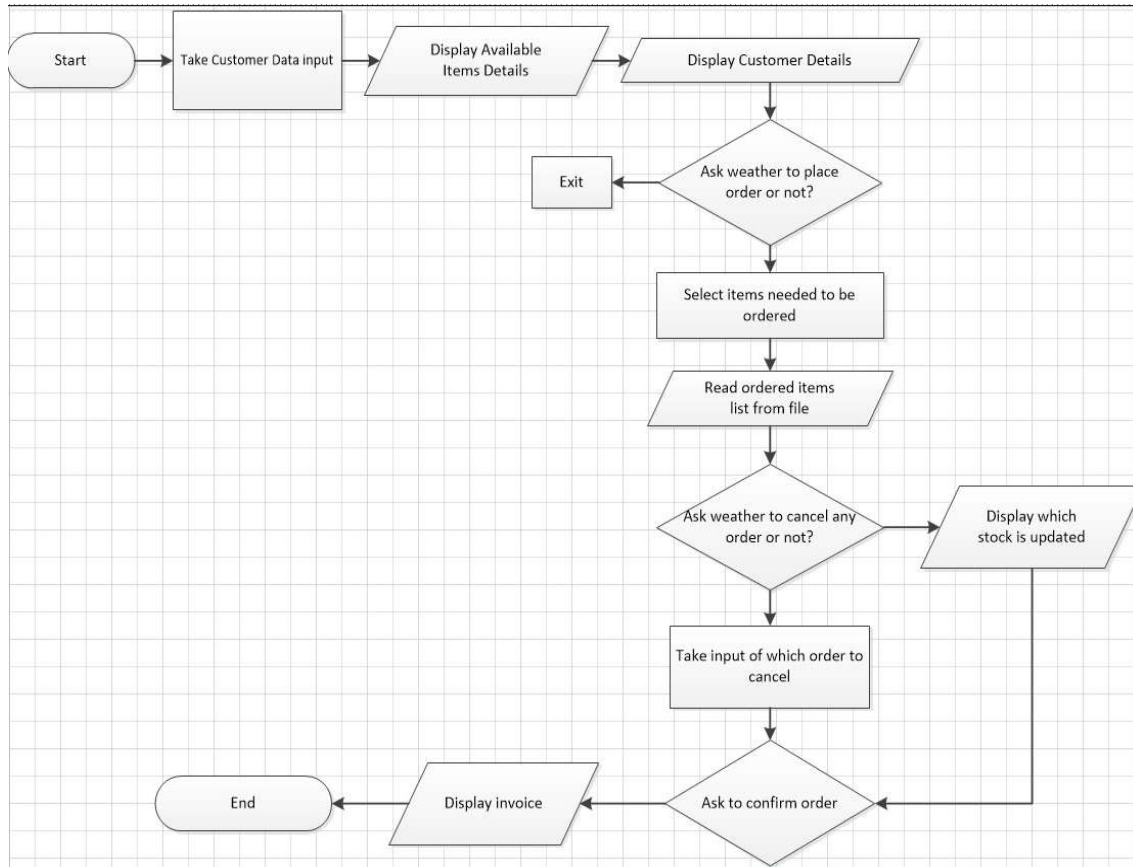 Start
Take Customer Data input
Display Available
Items Details
Display Customer Details
Ask weather to place
order or not?
Exit
Select items needed to be
ordered
Read ordered items
list from file
Ask weather to cancel any
order or not?
Display which
stock is updated
Take input of which order to
cancel
Ask to confirm order
Display invoice
End